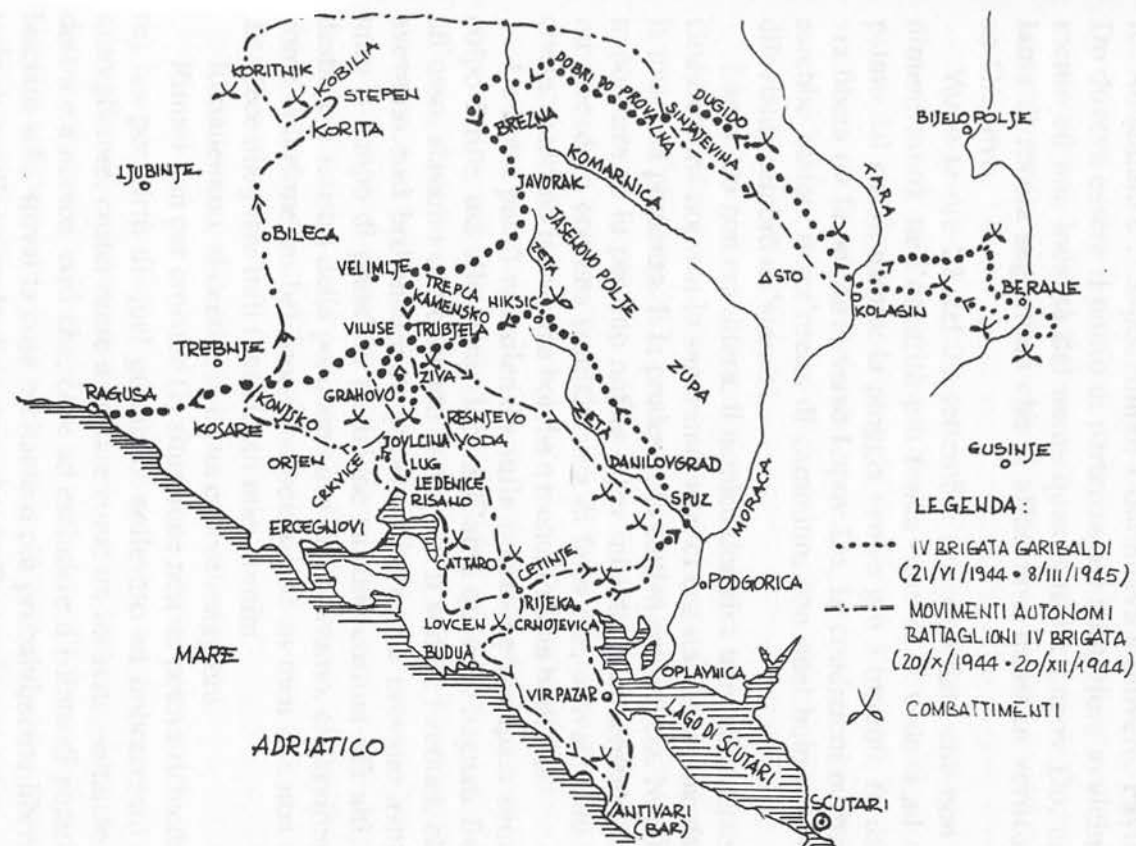 KORITNIK
KOBILIA
STEPEN
KORITA
LJUBINJE
BILECA
TREBNJE
RAGUSA
KOSARE
KONJSKO
ORJEN
CRKVICE
ERCEGNOVI
DOBRI DO
PROVALNA
SINJAJEVINA
DUGIDO
BREZNA
KOMARNICA
JAVORAK
JASENOVO POLJE
ZETA
VELIMLJE
TREPCA
KAMENSKO
NIKSIC
VILUSE
TRUBJELA
ZIVA
GRAHOVO
RESNJEVO
VODA
JOVLCINA
LUG
LEDENICE
RISANO
CATTARO
CETINJE
RIJEKA
CRNOJEVICA
LOVCEN
BUDUA
VIRPAZAR
ANTIVARI
(BAR)
TARA
STO
ZUPA
ZETA
DANILOVGRAD
SPUZ
MORACA
PODGORICA
OPLAVNICA
LAGO DI SCUTARI
SCUTARI
BIJELO POLJE
BERANE
KOLASIN
GUSINJE
MARE
ADRIATICO
LEGENDA:
IV BRIGATA GARIBALDI
(21/VI/1944 • 8/III/1945)
MOVIMENTI AUTONOMI
BATTAGLIONI IV BRIGATA
(20/X/1944 • 20/XII/1944)
COMBATTIMENTI